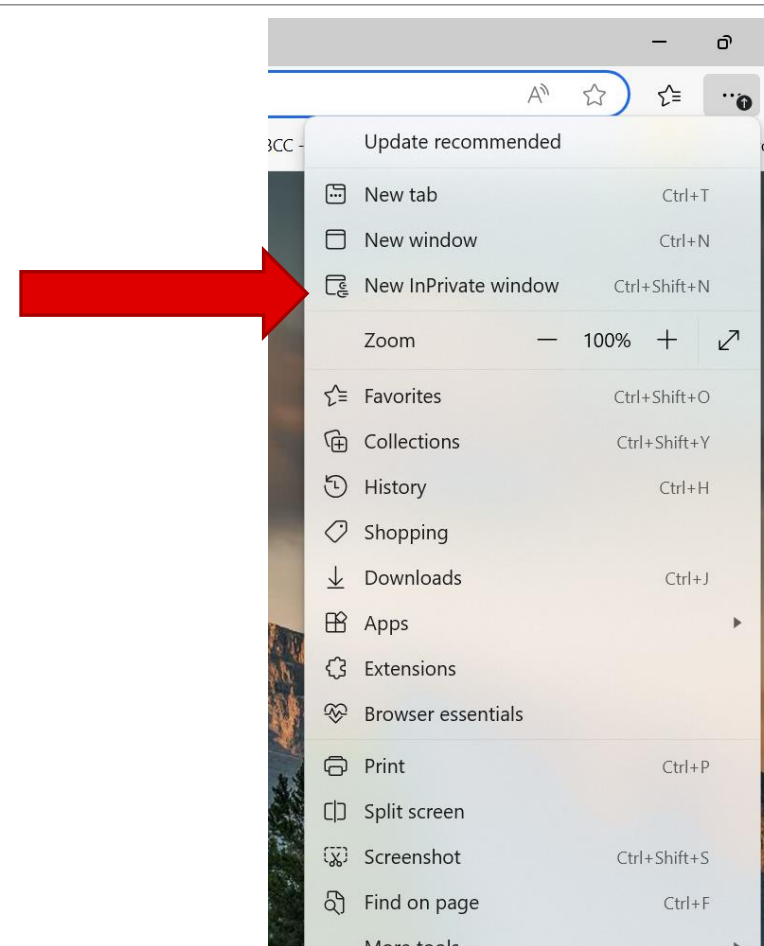 Update recommended
New tab Ctrl+T
New window Ctrl+N
New InPrivate window Ctrl+Shift+N
Zoom 100%
Favorites Ctrl+Shift+O
Collections Ctrl+Shift+Y
History Ctrl+H
Shopping
Downloads Ctrl+J
Apps
Extensions
Browser essentials
Print Ctrl+P
Split screen
Screenshot Ctrl+Shift+S
Find on page Ctrl+F
More tools